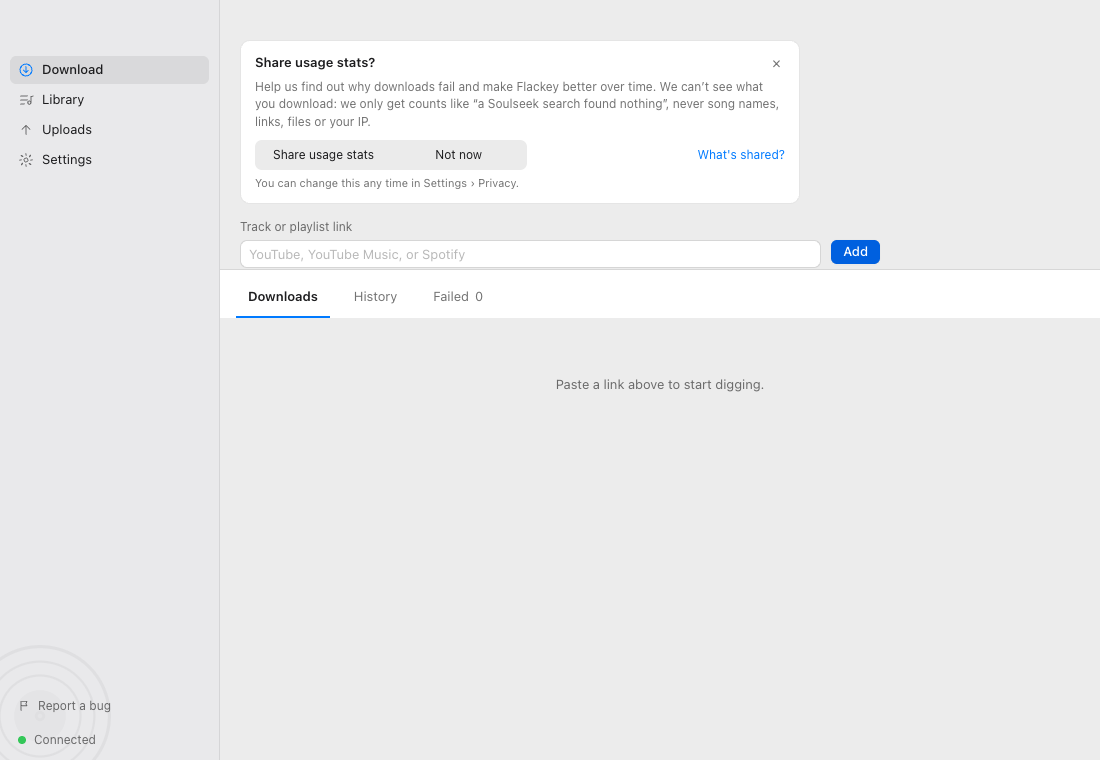 Download
Library
Uploads
Settings
Share usage stats?
×
Help us find out why downloads fail and make Flackey better over time. We can’t see what
you download: we only get counts like “a Soulseek search found nothing”, never song names,
links, files or your IP.
Share usage stats
Not now
What's shared?
You can change this any time in Settings › Privacy.
Track or playlist link
YouTube, YouTube Music, or Spotify
Add
Downloads
History
Failed 0
Paste a link above to start digging.
Report a bug
Connected